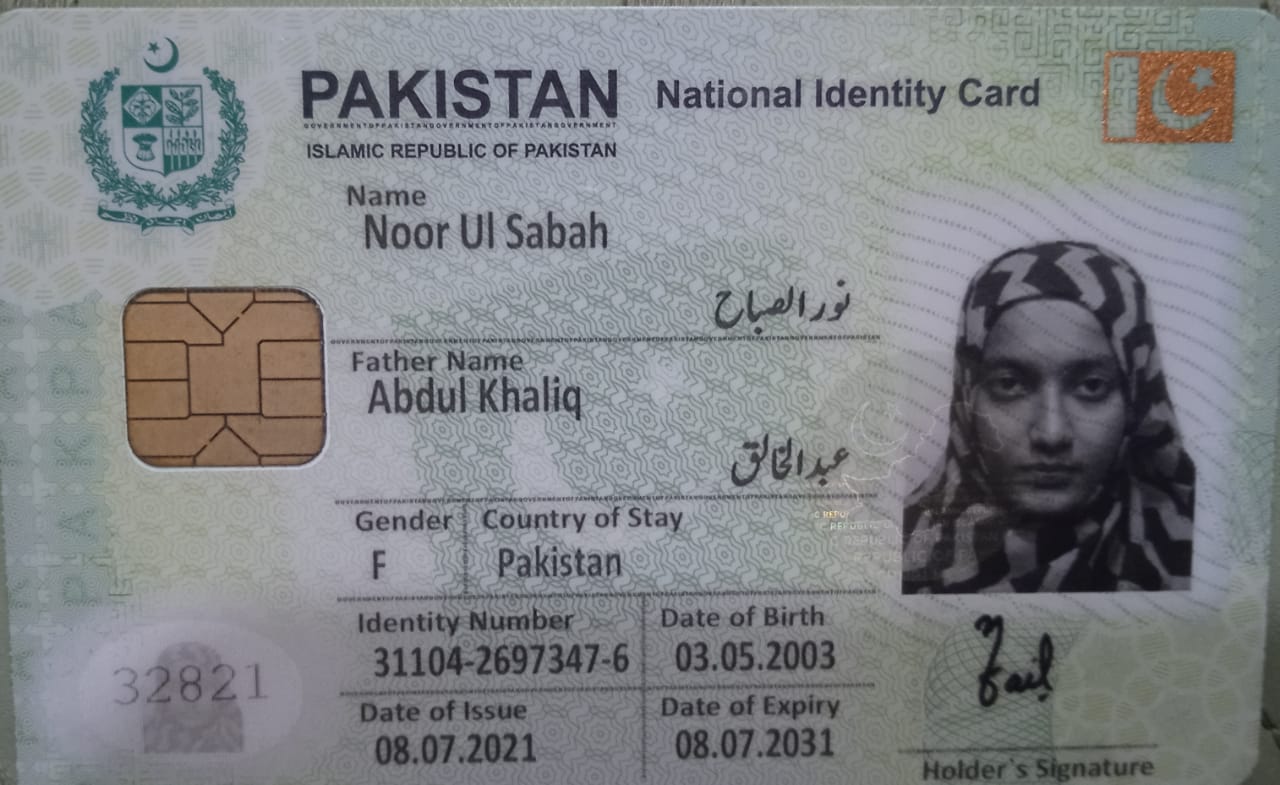 PAKISTAN National Identity Card
ISLAMIC REPUBLIC OF PAKISTAN
Name
Noor Ul Sabah
نور الصباح
Father Name
Abdul Khaliq
عبدالخالق
Gender Country of Stay
F Pakistan
Identity Number Date of Birth
31104-2697347-6 03.05.2003
Date of Issue Date of Expiry
08.07.2021 08.07.2031
32821
Holder's Signature